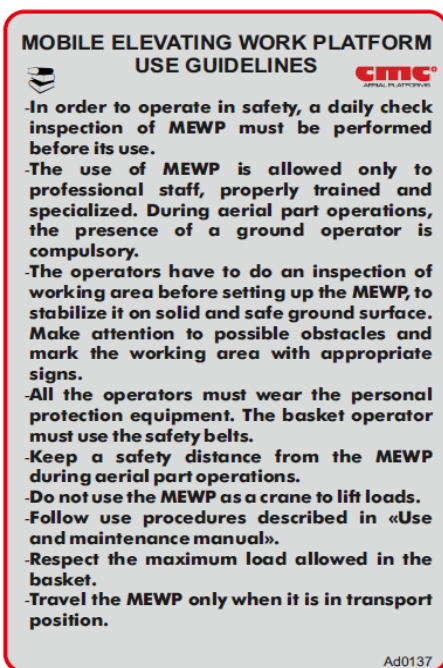 MOBILE ELEVATING WORK PLATFORM
USE GUIDELINES
cmc
AERIAL PLATFORMS
-In order to operate in safety, a daily check
inspection of MEWP must be performed
before its use.
-The use of MEWP is allowed only to
professional staff, properly trained and
specialized. During aerial part operations,
the presence of a ground operator is
compulsory.
-The operators have to do an inspection of
working area before setting up the MEWP, to
stabilize it on solid and safe ground surface.
Make attention to possible obstacles and
mark the working area with appropriate
signs.
-All the operators must wear the personal
protection equipment. The basket operator
must use the safety belts.
-Keep a safety distance from the MEWP
during aerial part operations.
-Do not use the MEWP as a crane to lift loads.
-Follow use procedures described in «Use
and maintenance manual».
-Respect the maximum load allowed in the
basket.
-Travel the MEWP only when it is in transport
position.
Ad0137